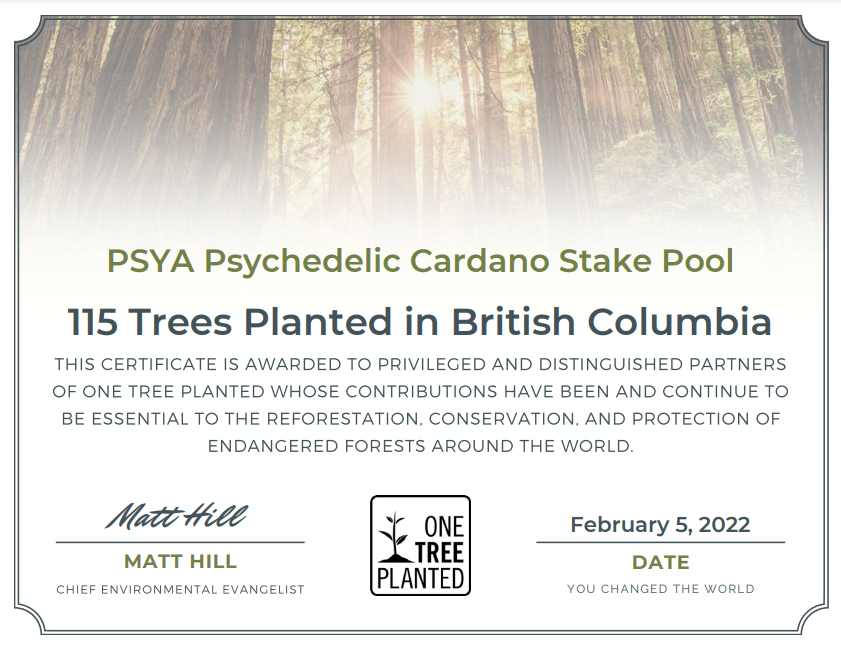 PSYA Psychedelic Cardano Stake Pool
115 Trees Planted in British Columbia
THIS CERTIFICATE IS AWARDED TO PRIVILEGED AND DISTINGUISHED PARTNERS
OF ONE TREE PLANTED WHOSE CONTRIBUTIONS HAVE BEEN AND CONTINUE TO
BE ESSENTIAL TO THE REFORESTATION, CONSERVATION, AND PROTECTION OF
ENDANGERED FORESTS AROUND THE WORLD.
Matt Hill
MATT HILL
CHIEF ENVIRONMENTAL EVANGELIST
ONE
TREE
PLANTED
February 5, 2022
DATE
YOU CHANGED THE WORLD